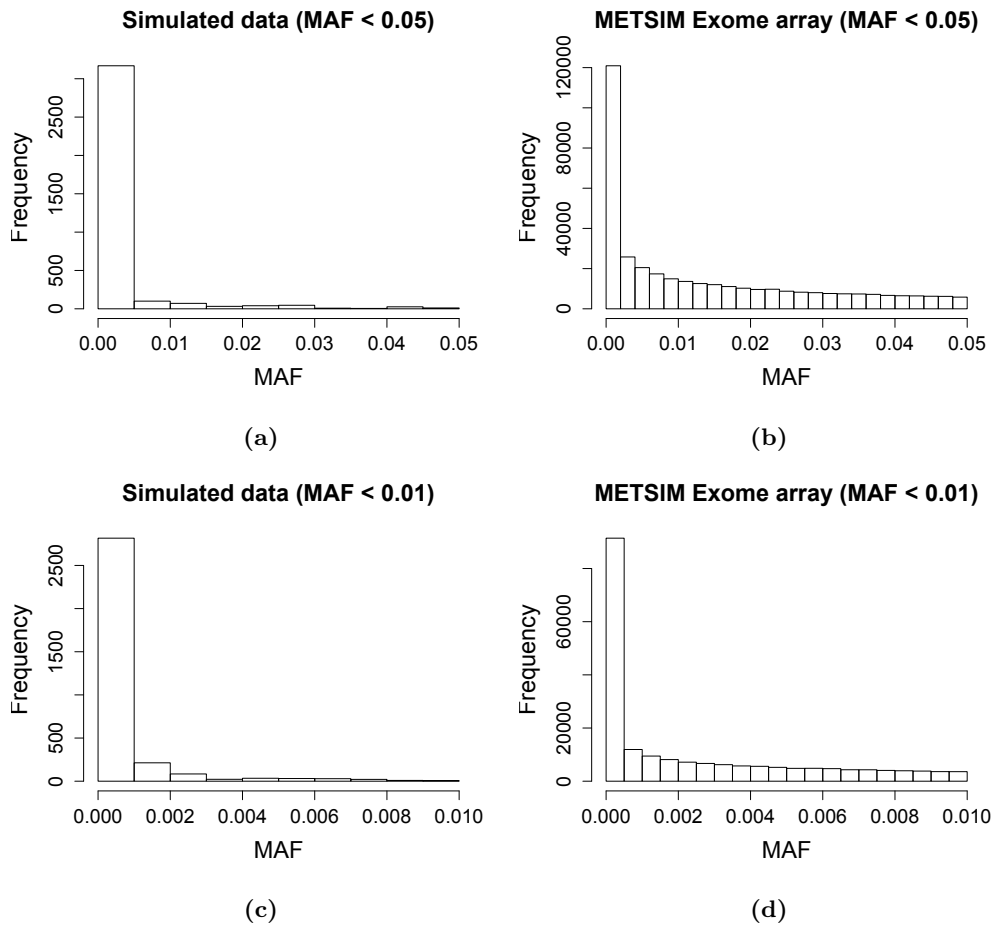 Simulated data (MAF < 0.05)
Frequency
2500
1500
500
0
0.00 0.01 0.02 0.03 0.04 0.05
MAF
(a)
METSIM Exome array (MAF < 0.05)
Frequency
120000
80000
40000
0
0.00 0.01 0.02 0.03 0.04 0.05
MAF
(b)
Simulated data (MAF < 0.01)
Frequency
2500
1500
500
0
0.000 0.002 0.004 0.006 0.008 0.010
MAF
(c)
METSIM Exome array (MAF < 0.01)
Frequency
60000
20000
0
0.000 0.002 0.004 0.006 0.008 0.010
MAF
(d)